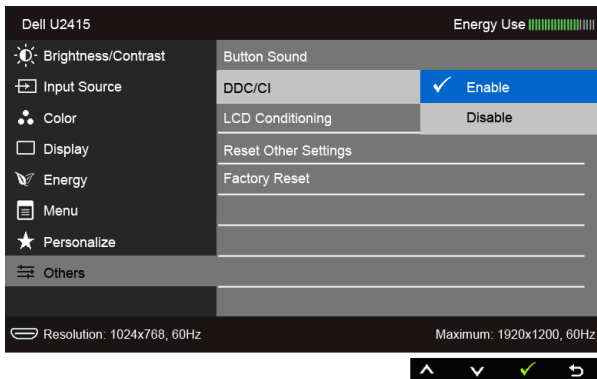 Dell U2415
Energy Use
Brightness/Contrast
Input Source
Color
Display
Energy
Menu
Personalize
Others
Button Sound
DDC/CI
LCD Conditioning
Reset Other Settings
Factory Reset
Enable
Disable
Resolution: 1024x768, 60Hz
Maximum: 1920x1200, 60Hz